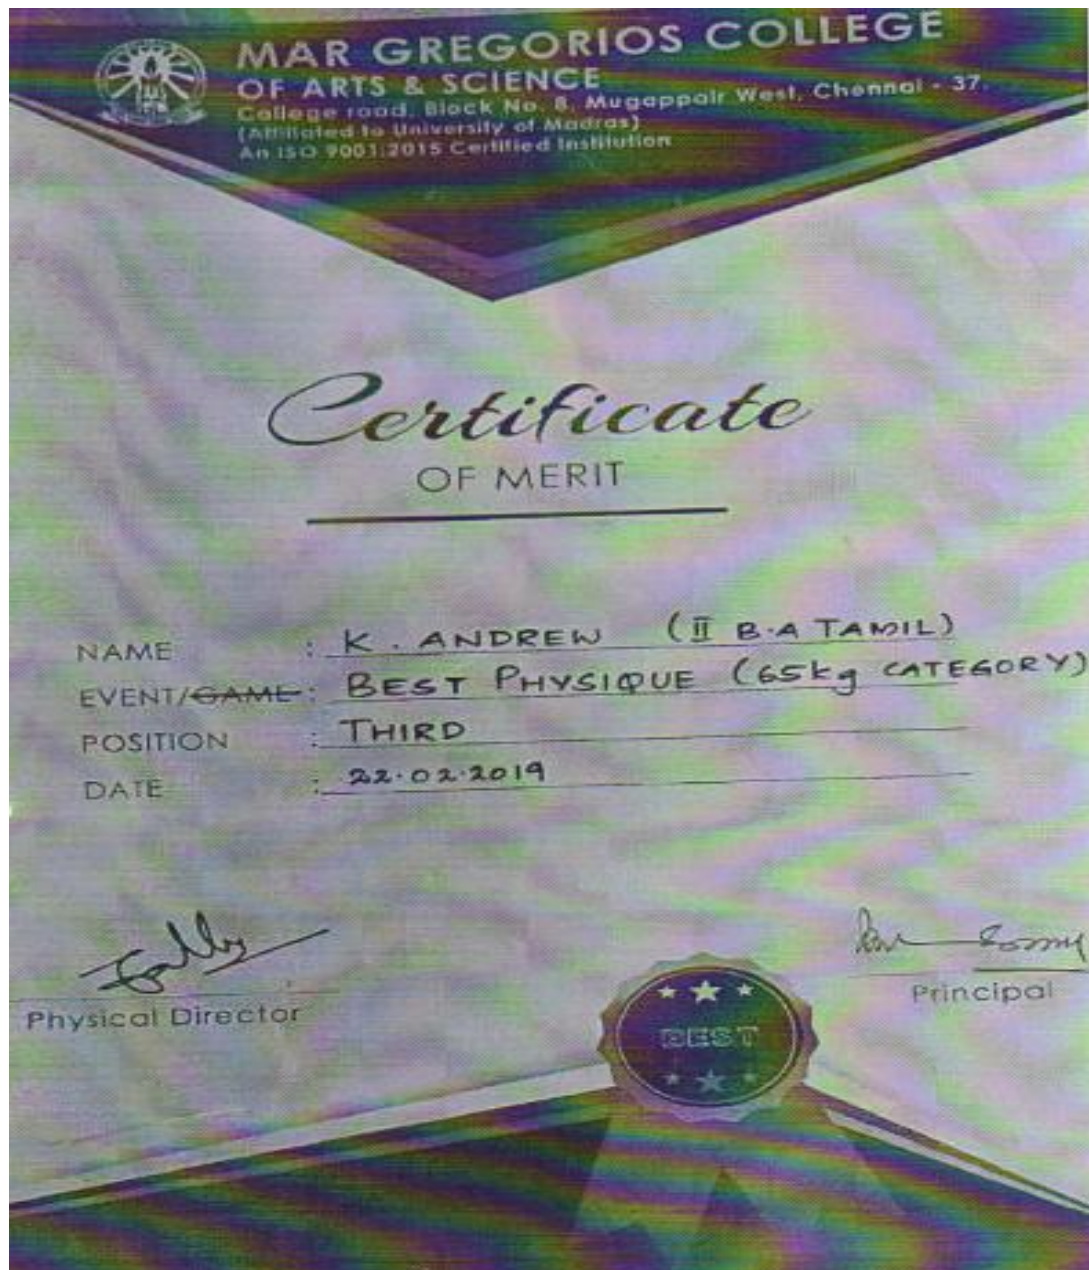 MAR GREGORIOS COLLEGE
OF ARTS & SCIENCE
College road, Block No. 8, Mugappair West, Chennai - 37.
(Affiliated to University of Madras)
An ISO 9001:2015 Certified Institution
Certificate
OF MERIT
NAME : K. ANDREW (II B.A TAMIL)
EVENT/GAME : BEST PHYSIQUE (65kg CATEGORY)
POSITION : THIRD
DATE : 22.02.2019
Physical Director
Principal
BEST